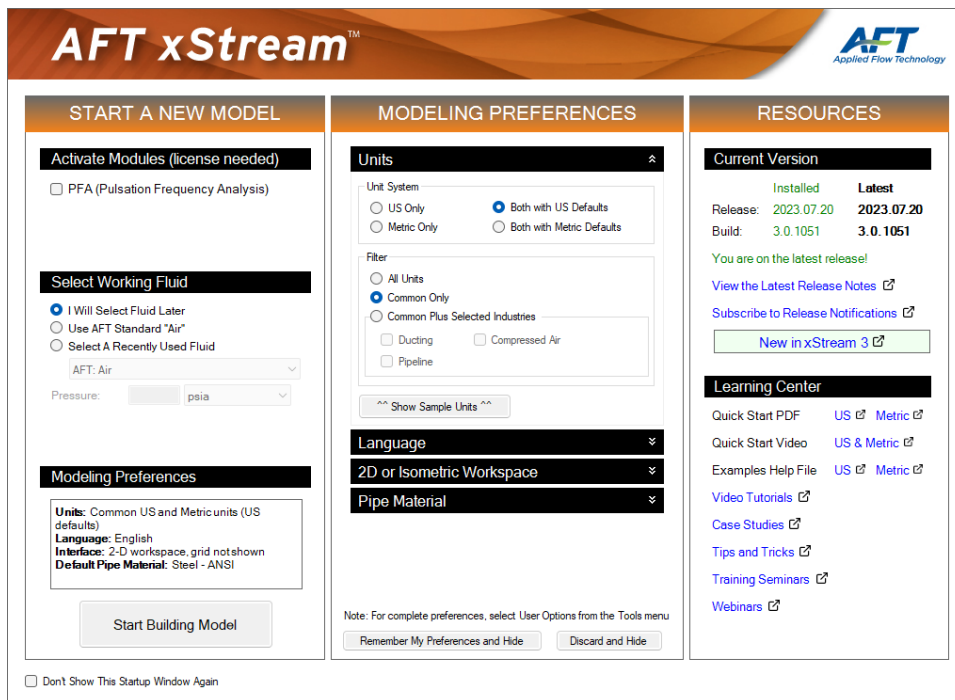 AFT xStream™
AFT
Applied Flow Technology
START A NEW MODEL
Activate Modules (license needed)
PFA (Pulsation Frequency Analysis)
Select Working Fluid
I Will Select Fluid Later
Use AFT Standard "Air"
Select A Recently Used Fluid
AFT: Air
Pressure: psia
Modeling Preferences
Units: Common US and Metric units (US
defaults)
Language: English
Interface: 2-D workspace, grid not shown
Default Pipe Material: Steel - ANSI
Start Building Model
MODELING PREFERENCES
Units
Unit System
US Only Both with US Defaults
Metric Only Both with Metric Defaults
Filter
All Units
Common Only
Common Plus Selected Industries
Ducting Compressed Air
Pipeline
^^ Show Sample Units ^^
Language
2D or Isometric Workspace
Pipe Material
Note: For complete preferences, select User Options from the Tools menu
Remember My Preferences and Hide Discard and Hide
RESOURCES
Current Version
Installed Latest
Release: 2023.07.20 2023.07.20
Build: 3.0.1051 3.0.1051
You are on the latest release!
View the Latest Release Notes
Subscribe to Release Notifications
New in xStream 3
Learning Center
Quick Start PDF US Metric
Quick Start Video US & Metric
Examples Help File US Metric
Video Tutorials
Case Studies
Tips and Tricks
Training Seminars
Webinars
Don't Show This Startup Window Again